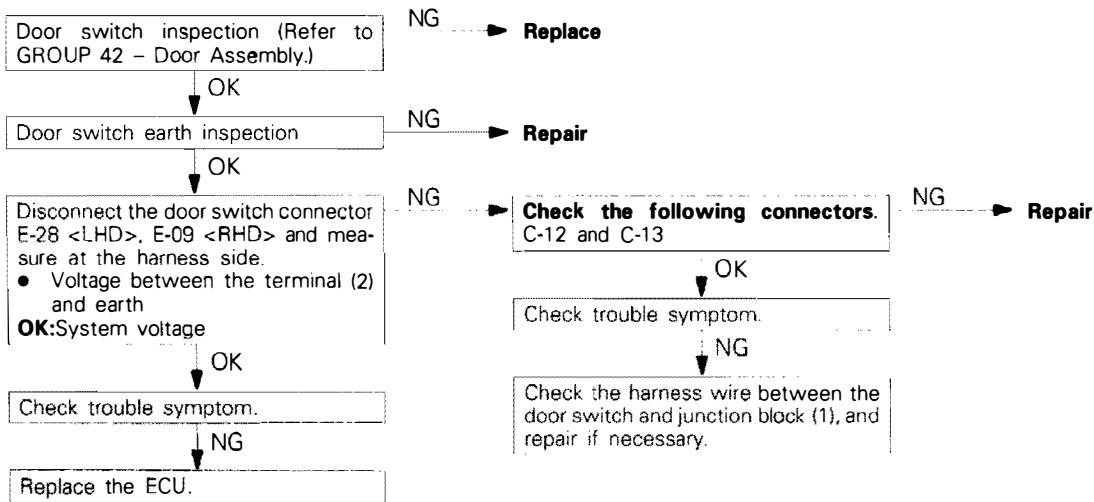 Door switch inspection (Refer to
GROUP 42 – Door Assembly.)
NG
Replace
OK
Door switch earth inspection
NG
Repair
OK
Disconnect the door switch connector
E-28 <LHD>, E-09 <RHD> and mea-
sure at the harness side.
● Voltage between the terminal (2)
and earth
OK:System voltage
NG
Check the following connectors.
C-12 and C-13
NG
Repair
OK
Check trouble symptom.
NG
Check the harness wire between the
door switch and junction block (1), and
repair if necessary.
OK
Check trouble symptom.
NG
Replace the ECU.